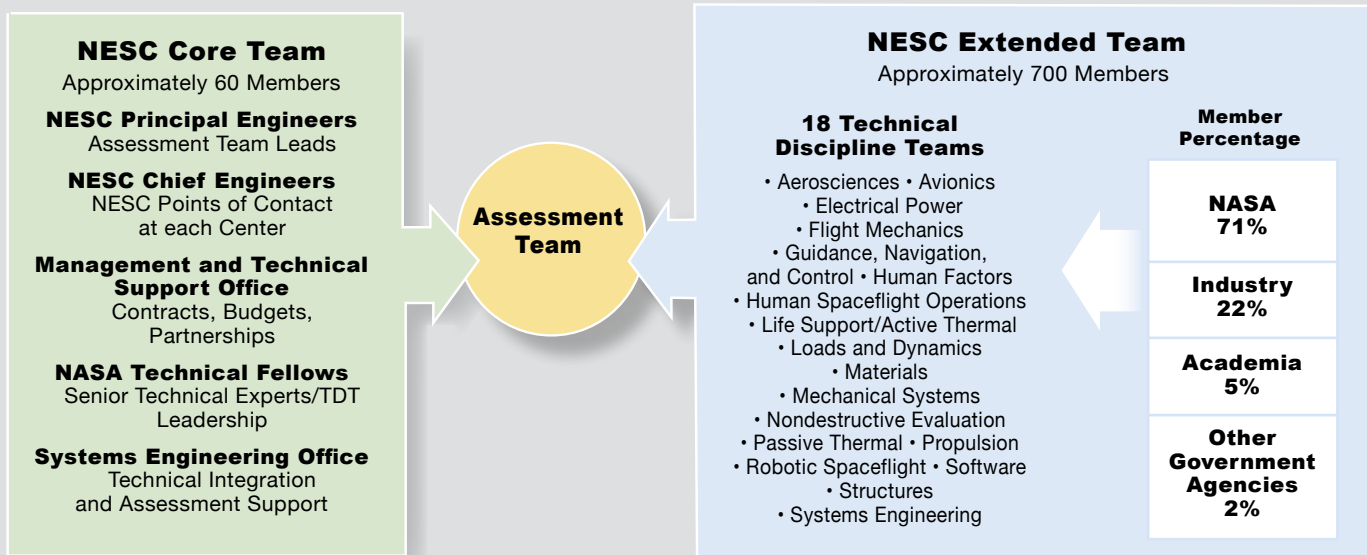 NESC Core Team
Approximately 60 Members
NESC Principal Engineers
Assessment Team Leads
NESC Chief Engineers
NESC Points of Contact
at each Center
Management and Technical
Support Office
Contracts, Budgets,
Partnerships
NASA Technical Fellows
Senior Technical Experts/TDT
Leadership
Systems Engineering Office
Technical Integration
and Assessment Support
Assessment
Team
NESC Extended Team
Approximately 700 Members
18 Technical
Discipline Teams
• Aerosciences • Avionics
• Electrical Power
• Flight Mechanics
• Guidance, Navigation,
and Control • Human Factors
• Human Spaceflight Operations
• Life Support/Active Thermal
• Loads and Dynamics
• Materials
• Mechanical Systems
• Nondestructive Evaluation
• Passive Thermal • Propulsion
• Robotic Spaceflight • Software
• Structures
• Systems Engineering
Member
Percentage
NASA
71%
Industry
22%
Academia
5%
Other
Government
Agencies
2%